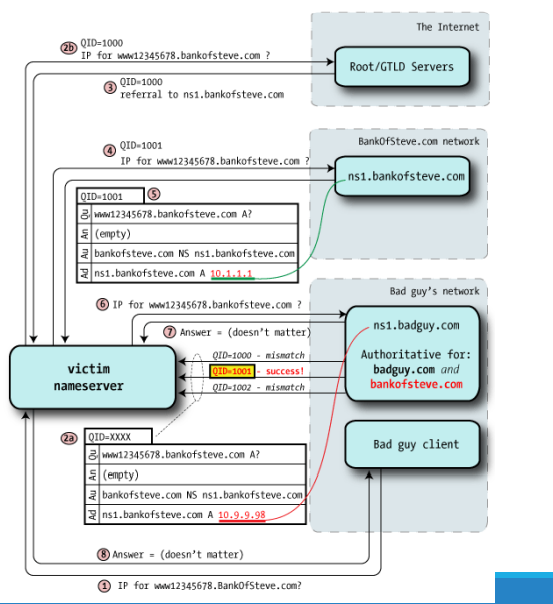 The Internet
2b QID=1000
IP for www12345678.bankofsteve.com ?
Root/GTLD Servers
3 QID=1000
referral to ns1.bankofsteve.com
BankOfSteve.com network
4 QID=1001
IP for www12345678.bankofsteve.com ?
ns1.bankofsteve.com
QID=1001 5
Qu www12345678.bankofsteve.com A?
An (empty)
Au bankofsteve.com NS ns1.bankofsteve.com
Ad ns1.bankofsteve.com A 10.1.1.1
Bad guy's network
6 IP for www12345678.bankofsteve.com ?
7 Answer = (doesn't matter)
ns1.badguy.com
Authoritative for:
badguy.com and
bankofsteve.com
QID=1000 - mismatch
QID=1001 - success!
QID=1002 - mismatch
victim
nameserver
2a QID=XXXX
Qu www12345678.bankofsteve.com A?
An (empty)
Au bankofsteve.com NS ns1.bankofsteve.com
Ad ns1.bankofsteve.com A 10.9.9.98
Bad guy client
8 Answer = (doesn't matter)
1 IP for www12345678.BankOfSteve.com?